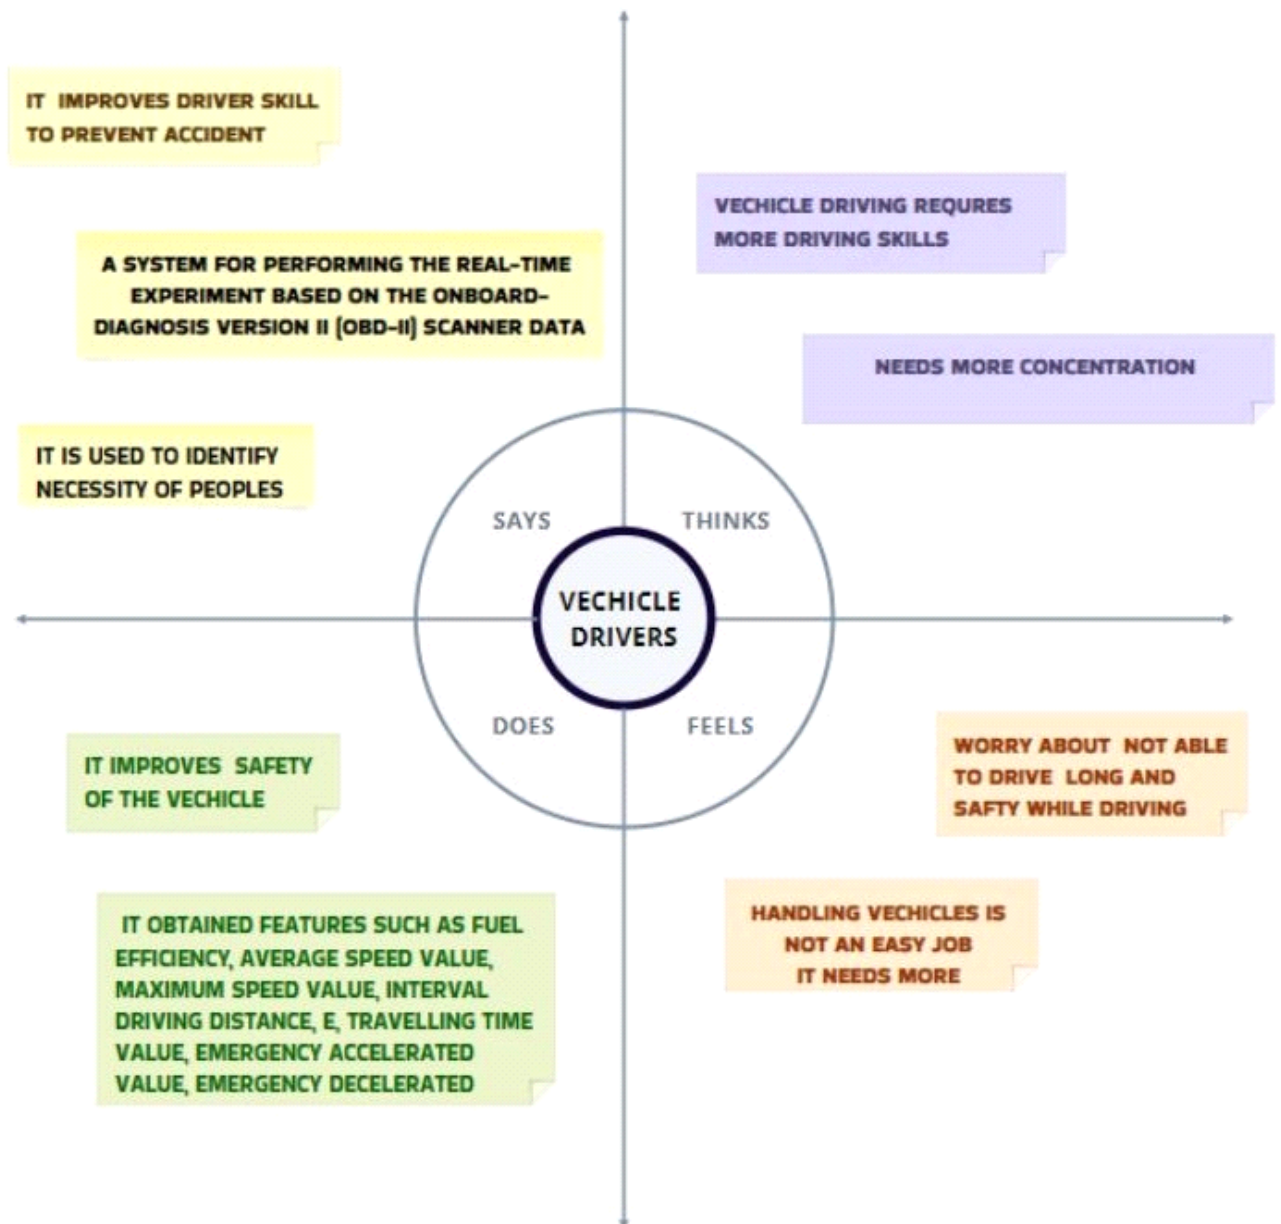 IT IMPROVES DRIVER SKILL
TO PREVENT ACCIDENT
A SYSTEM FOR PERFORMING THE REAL-TIME
EXPERIMENT BASED ON THE ONBOARD-
DIAGNOSIS VERSION II (OBD-II) SCANNER DATA
IT IS USED TO IDENTIFY
NECESSITY OF PEOPLES
VECHICLE DRIVING REQURES
MORE DRIVING SKILLS
NEEDS MORE CONCENTRATION
SAYS
THINKS
VECHICLE
DRIVERS
DOES
FEELS
IT IMPROVES SAFETY
OF THE VECHICLE
IT OBTAINED FEATURES SUCH AS FUEL
EFFICIENCY, AVERAGE SPEED VALUE,
MAXIMUM SPEED VALUE, INTERVAL
DRIVING DISTANCE, E, TRAVELLING TIME
VALUE, EMERGENCY ACCELERATED
VALUE, EMERGENCY DECELERATED
WORRY ABOUT NOT ABLE
TO DRIVE LONG AND
SAFTY WHILE DRIVING
HANDLING VECHICLES IS
NOT AN EASY JOB
IT NEEDS MORE